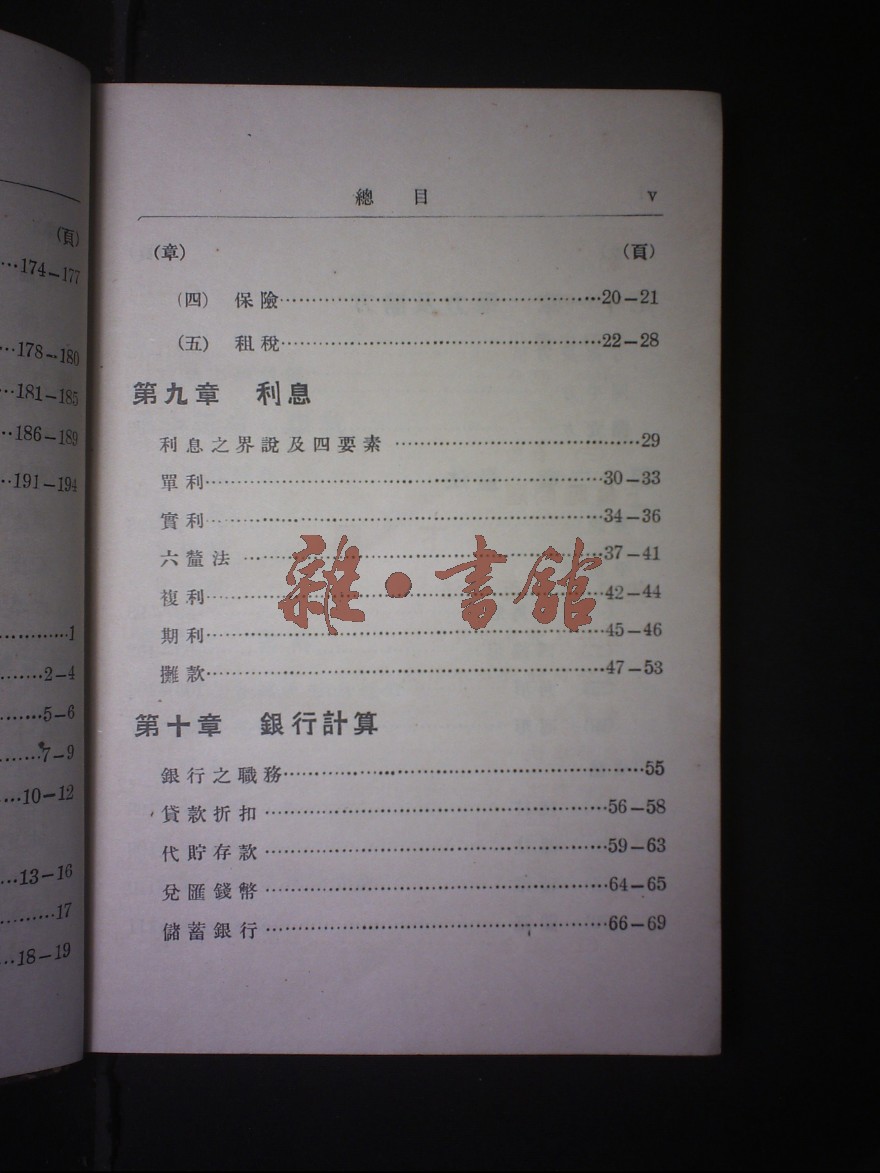 (頁)
…174—177
…178—180
…181—185
…186—189
…191—194
…………1
………2—4
………5—6
………7—9
…10—12
…13—16
………17
…18—19
總 目 v
(章) (頁)
(四) 保險……………………………………20—21
(五) 租稅……………………………………22—28
第九章 利息
利息之界說及四要素 ……………………………29
單利……………………………………………30—33
實利……………………………………………34—36
六釐法 …………………………………………37—41
複利……………………………………………42—44
期利……………………………………………45—46
攤款……………………………………………47—53
雜·書館
第十章 銀行計算
銀行之職務………………………………………55
貸款折扣 ………………………………………56—58
代貯存款 ………………………………………59—63
兌匯錢幣 ………………………………………64—65
儲蓄銀行 ………………………………………66—69